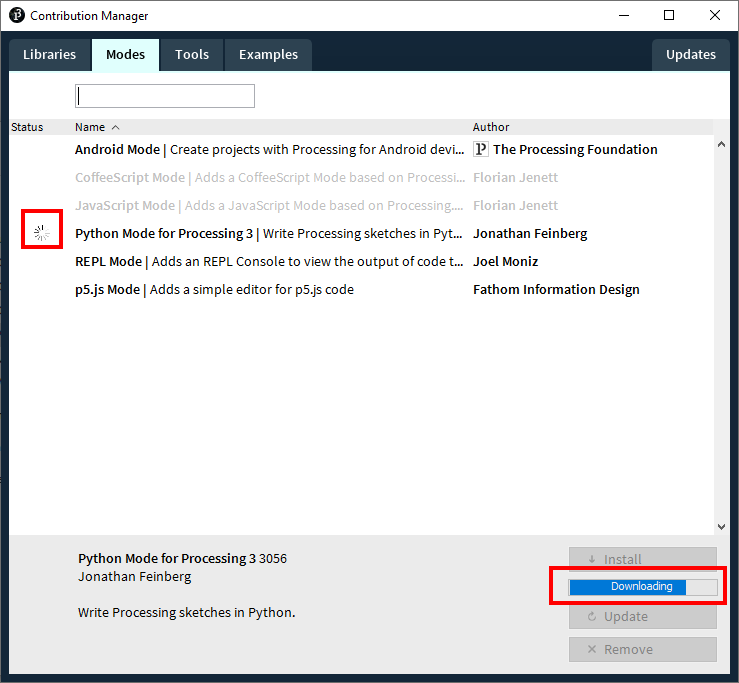 Contribution Manager
Libraries Modes Tools Examples Updates
Status Name Author
Android Mode | Create projects with Processing for Android devi... The Processing Foundation
CoffeeScript Mode | Adds a CoffeeScript Mode based on Processi... Florian Jenett
JavaScript Mode | Adds a JavaScript Mode based on Processing.... Florian Jenett
Python Mode for Processing 3 | Write Processing sketches in Pyt... Jonathan Feinberg
REPL Mode | Adds an REPL Console to view the output of code t... Joel Moniz
p5.js Mode | Adds a simple editor for p5.js code Fathom Information Design
Python Mode for Processing 3 3056
Jonathan Feinberg
Write Processing sketches in Python.
Install
Downloading
Update
Remove